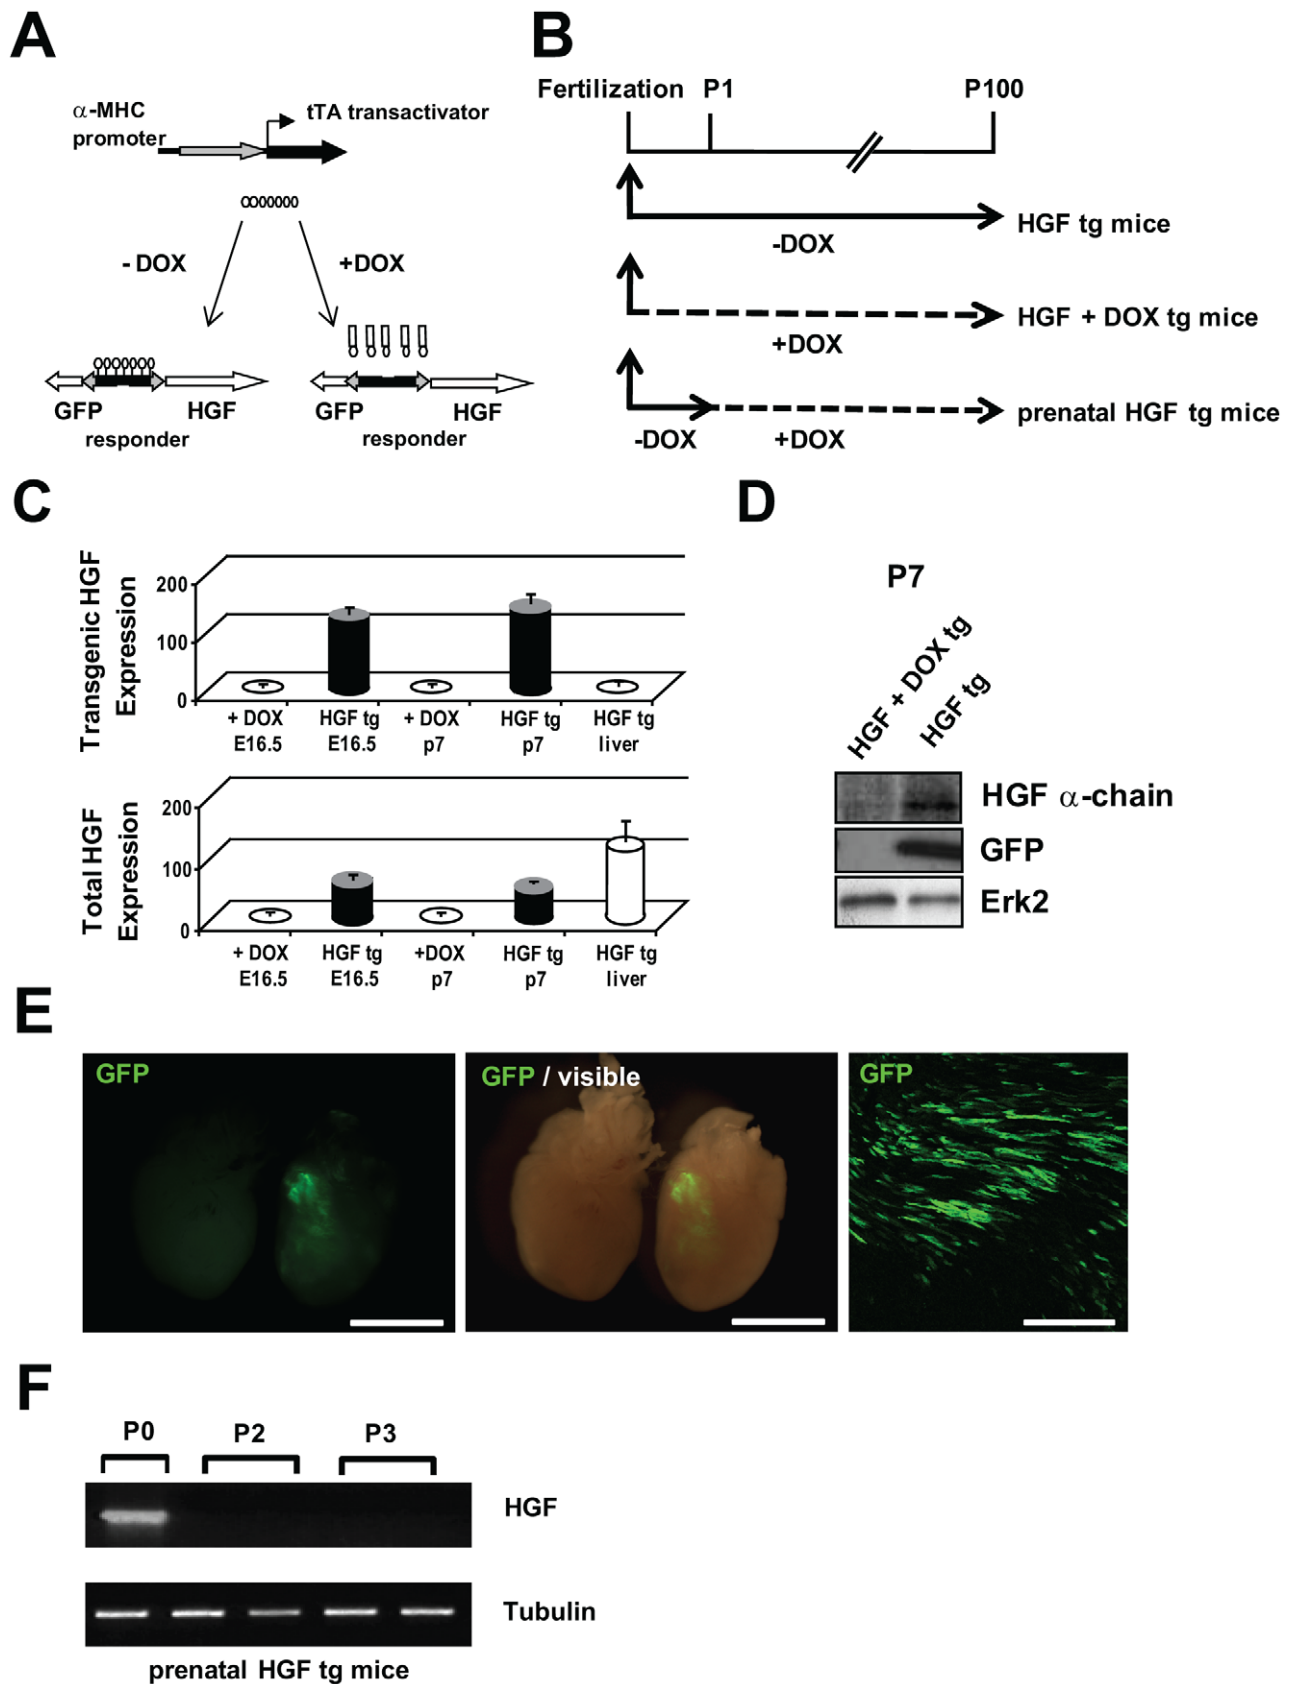 A
α-MHC
promoter
tTA transactivator
- DOX
+DOX
GFP
HGF
responder
GFP
HGF
responder
B
Fertilization P1
P100
-DOX
HGF tg mice
+DOX
HGF + DOX tg mice
-DOX
+DOX
prenatal HGF tg mice
C
Transgenic HGF
Expression
200
100
0
+ DOX
E16.5
HGF tg
E16.5
+ DOX
p7
HGF tg
p7
HGF tg
liver
Total HGF
Expression
200
100
0
+ DOX
E16.5
HGF tg
E16.5
+DOX
p7
HGF tg
p7
HGF tg
liver
D
P7
HGF + DOX tg
HGF tg
HGF α-chain
GFP
Erk2
E
GFP
GFP / visible
GFP
F
P0
P2
P3
HGF
Tubulin
prenatal HGF tg mice